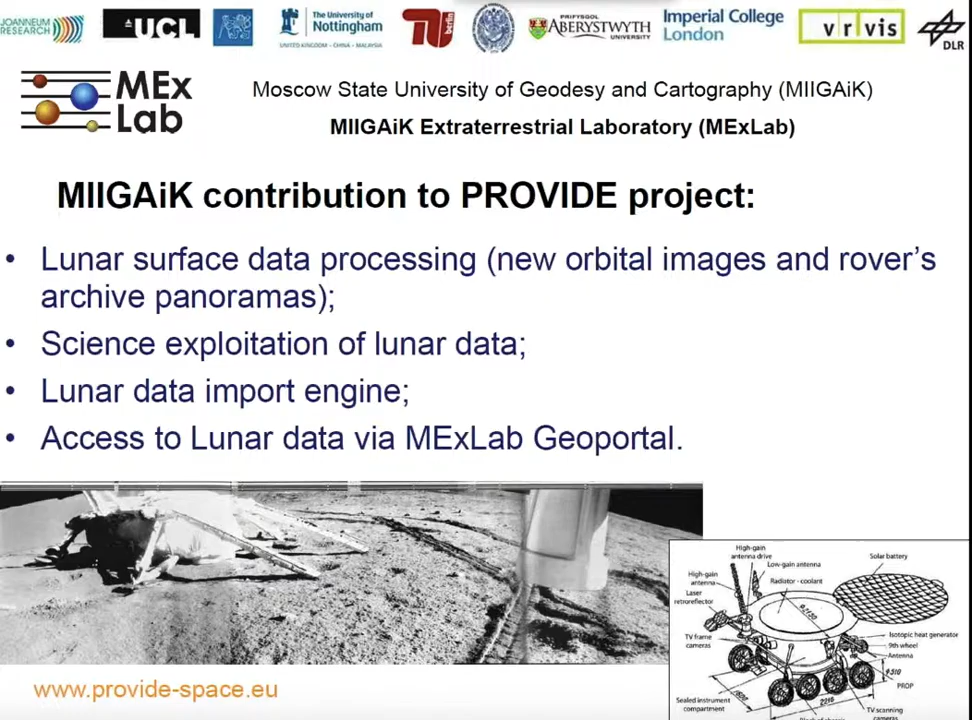 JOANNEUM
RESEARCH
UCL
The University of
Nottingham
UNITED KINGDOM · CHINA · MALAYSIA
berlin
PRIFYSGOL
ABERYSTWYTH
UNIVERSITY
Imperial College
London
vrvis
DLR
MEx
Lab
Moscow State University of Geodesy and Cartography (MIIGAiK)
MIIGAiK Extraterrestrial Laboratory (MExLab)
MIIGAiK contribution to PROVIDE project:
• Lunar surface data processing (new orbital images and rover's
archive panoramas);
• Science exploitation of lunar data;
• Lunar data import engine;
• Access to Lunar data via MExLab Geoportal.
High-gain
antenna drive
Low-gain antenna
Solar battery
High-gain
antenna
Radiator - coolant
Laser
retroreflector
TV frame
cameras
Isotopic heat generator
9th wheel
Antenna
PROP
Sealed instrument
compartment
TV scanning
cameras
www.provide-space.eu